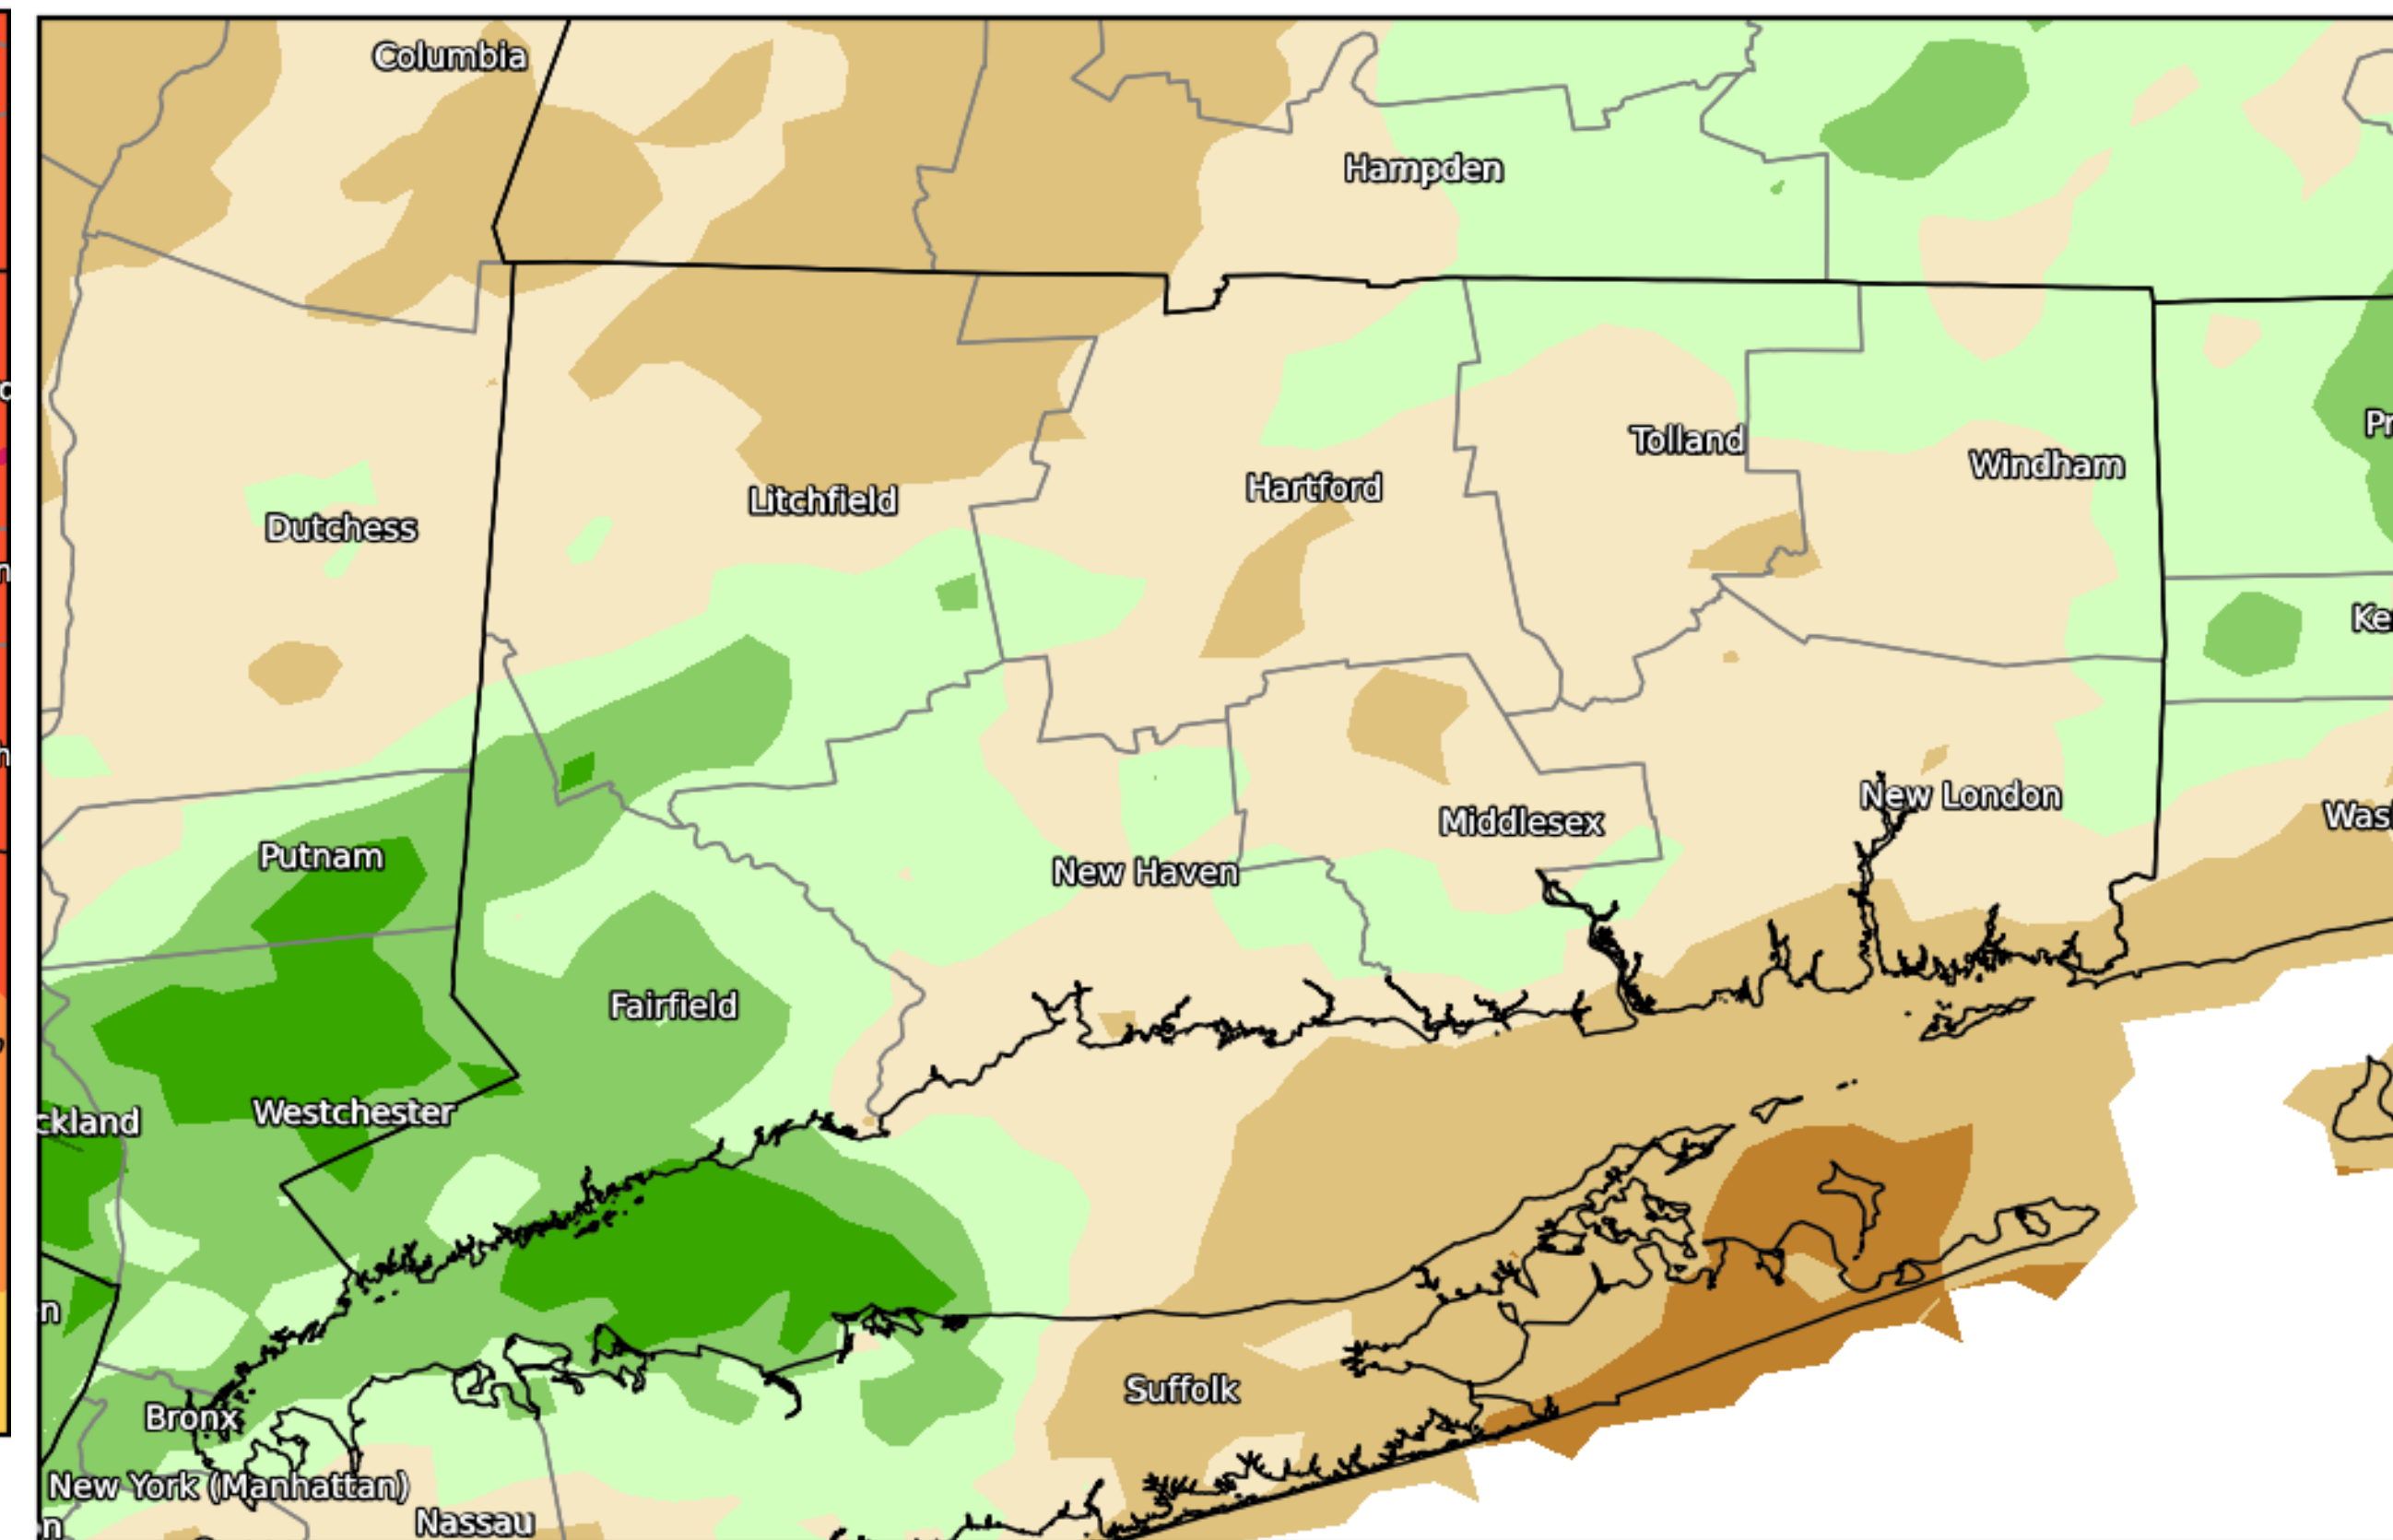 Columbia
Hampden
Tolland
Windham
Hartford
Litchfield
Dutchess
New London
Middlesex
Putnam
New Haven
Fairfield
Westchester
ckland
Suffolk
Bronx
New York (Manhattan)
Nassau